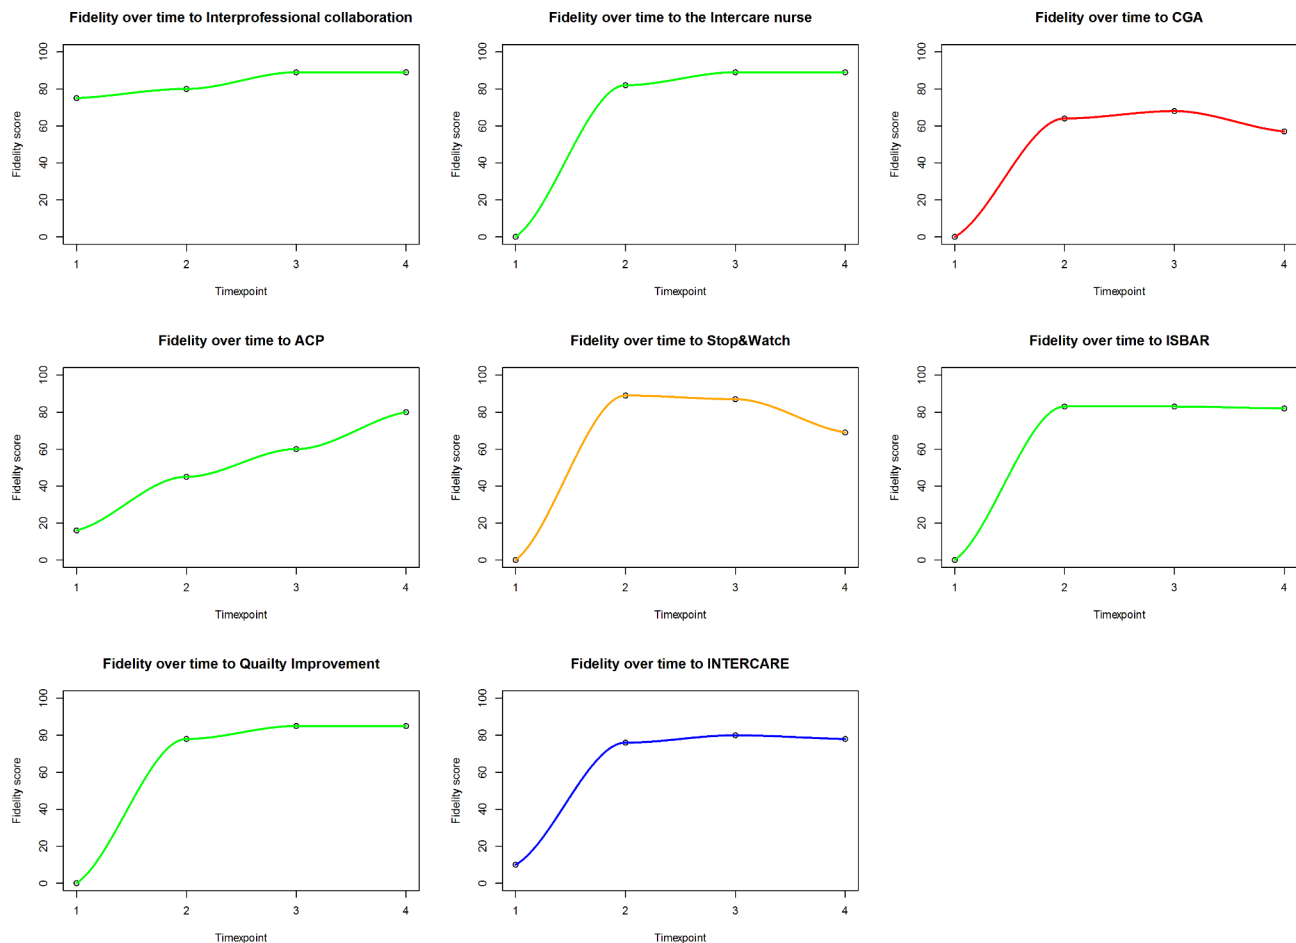 Fidelity over time to Interprofessional collaboration
Fidelity score
100
80
60
40
20
0
1 2 3 4
Timexpoint
Fidelity over time to the Intercare nurse
Fidelity score
100
80
60
40
20
0
1 2 3 4
Timexpoint
Fidelity over time to CGA
Fidelity score
100
80
60
40
20
0
1 2 3 4
Timexpoint
Fidelity over time to ACP
Fidelity score
100
80
60
40
20
0
1 2 3 4
Timexpoint
Fidelity over time to Stop&Watch
Fidelity score
100
80
60
40
20
0
1 2 3 4
Timexpoint
Fidelity over time to ISBAR
Fidelity score
100
80
60
40
20
0
1 2 3 4
Timexpoint
Fidelity over time to Quailty Improvement
Fidelity score
100
80
60
40
20
0
1 2 3 4
Timexpoint
Fidelity over time to INTERCARE
Fidelity score
100
80
60
40
20
0
1 2 3 4
Timexpoint